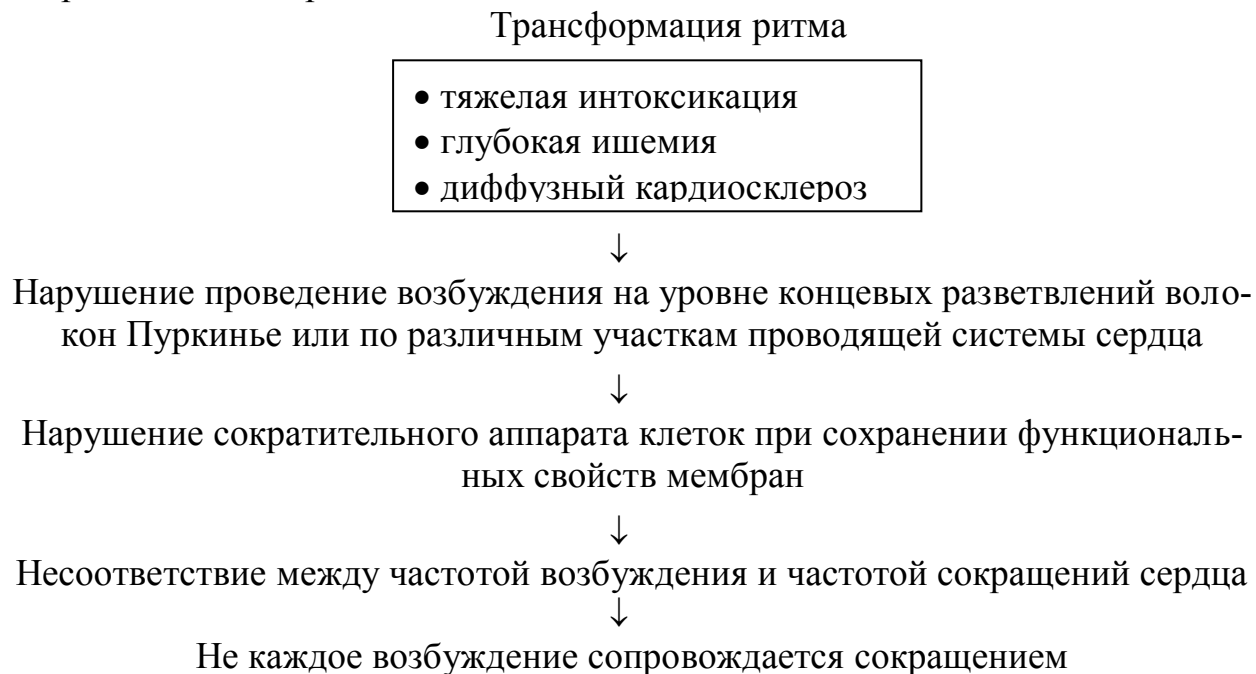 Трансформация ритма
• тяжелая интоксикация
• глубокая ишемия
• диффузный кардиосклероз
↓
Нарушение проведение возбуждения на уровне концевых разветвлений воло-
кон Пуркинье или по различным участкам проводящей системы сердца
↓
Нарушение сократительного аппарата клеток при сохранении функциональ-
ных свойств мембран
↓
Несоответствие между частотой возбуждения и частотой сокращений сердца
↓
Не каждое возбуждение сопровождается сокращением